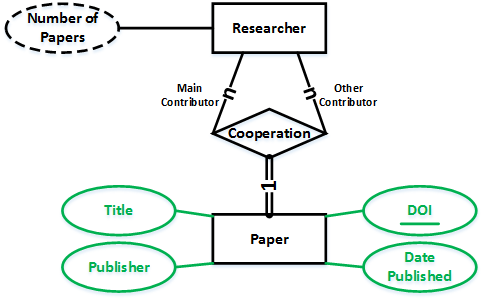 Number of
Papers
Researcher
Main
Contributor
n
n
Other
Contributor
Cooperation
1
Title
DOI
Paper
Publisher
Date
Published